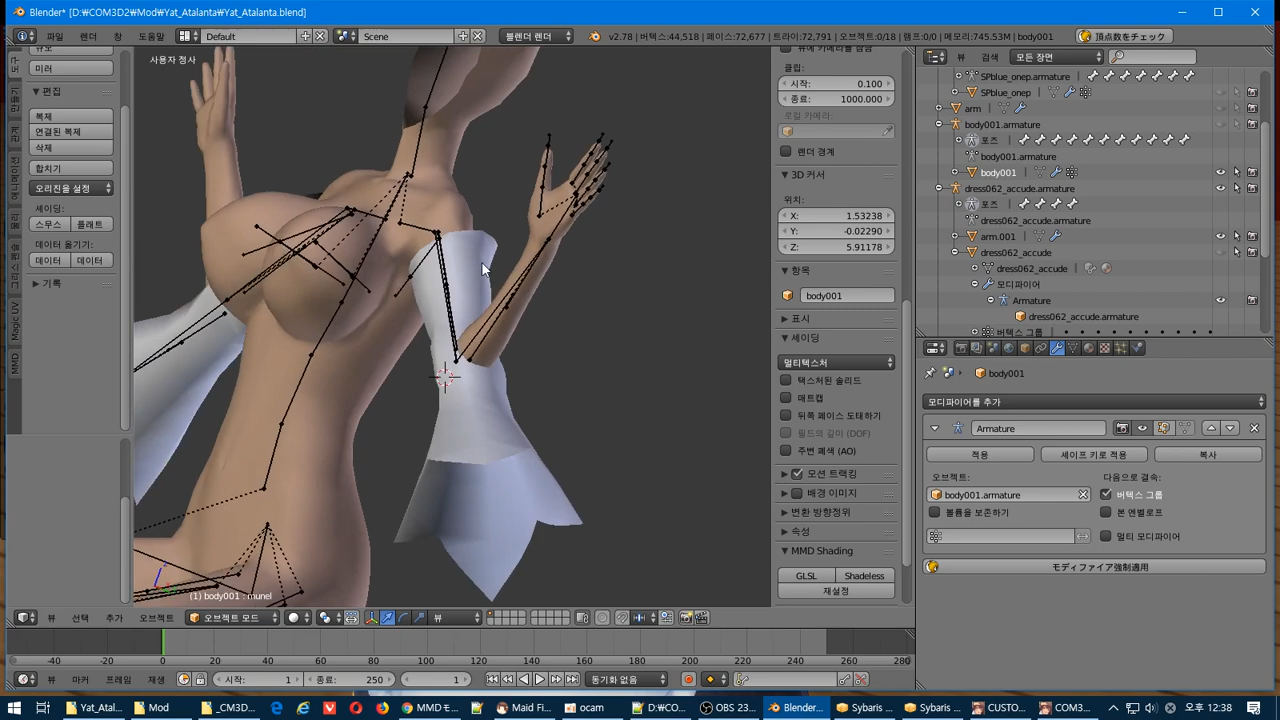 Blender* [D:₩COM3D2₩Mod₩Yat_Atalanta₩Yat_Atalanta.blend]
파일 렌더 창 도움말 Default Scene 블렌더 렌더 v2.78 | 버텍스:44,518 | 페이스:72,677 | 트라이:72,791 | 오브젝트:0/18 | 램프:0/0 | 메모리:745.53M | body001 頂点数をチェック
미러
편집
복제
연결된 복제
삭제
합치기
오리진을 설정
셰이딩:
스무스 플래트
데이터 옮기기:
데이터 데이터
기록
Magic UV
MMD
사용자 정사
(1) body001 : munel
클립:
시작: 0.100
종료: 1000.000
로컬 카메라:
렌더 경계
3D 커서
위치:
X: 1.53238
Y: -0.02290
Z: 5.91178
항목
body001
표시
셰이딩
멀티텍스처
텍스처된 솔리드
매트캡
뒤쪽 페이스 도태하기
필드의 깊이 (DOF)
주변 폐색 (AO)
모션 트랙킹
배경 이미지
변환 방향정위
속성
MMD Shading
GLSL Shadeless
재설정
뷰 선택 추가 오브젝트 오브젝트 모드 뷰
-40 -20 0 20 40 60 80 100 120 140 160 180 200 220 240 260 280
뷰 마커 프레임 재생 시작: 1 종료: 250 1 동기화 없음
뷰 검색 모든 장면
SPblue_onep.armature
SPblue_onep
arm
body001.armature
포즈
body001.armature
body001
dress062_accude.armature
포즈
dress062_accude.armature
arm.001
dress062_accude
dress062_accude
모디파이어
Armature
dress062_accude.armature
버텍스 그룹
body001
모디파이어를 추가
Armature
적용 셰이프 키로 적용 복사
오브젝트: 다음으로 결속:
body001.armature 버텍스 그룹
볼륨을 보존하기 본 엔벨로프
멀티 모디파이어
モディファイア強制適用
Yat_Atal... Mod _CM3D... MMDモ... Maid Fi... ocam D:₩CO... OBS 23... Blender... Sybaris ... Sybaris ... CUSTO... COM3... 오후 12:38